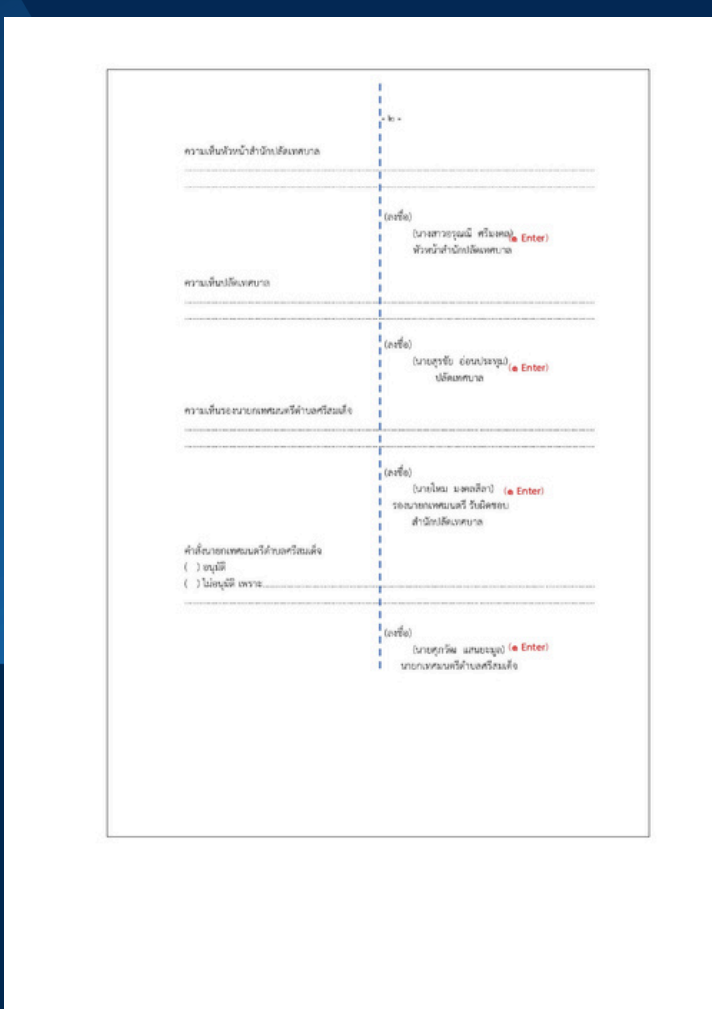 - ๒ -
ความเห็นหัวหน้าสำนักปลัดเทศบาล
(ลงชื่อ)
(นางสาวอรุณณี ศรีมงคล) (๑ Enter)
หัวหน้าสำนักปลัดเทศบาล
ความเห็นปลัดเทศบาล
(ลงชื่อ)
(นายสุรชัย อ่อนประทุม) (๑ Enter)
ปลัดเทศบาล
ความเห็นรองนายกเทศมนตรีตำบลศรีสมเด็จ
(ลงชื่อ)
(นายไหม มงคลลีลา) (๑ Enter)
รองนายกเทศมนตรี รับผิดชอบ
สำนักปลัดเทศบาล
คำสั่งนายกเทศมนตรีตำบลศรีสมเด็จ
( ) อนุมัติ
( ) ไม่อนุมัติ เพราะ
(ลงชื่อ)
(นายศุภวัฒ แสนยะมูล) (๑ Enter)
นายกเทศมนตรีตำบลศรีสมเด็จ